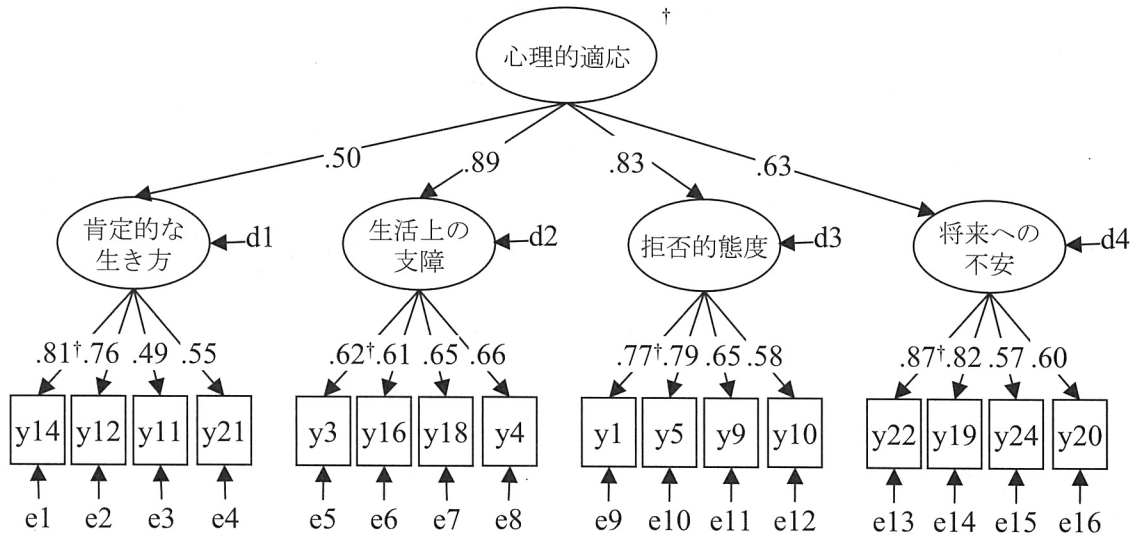 †
心理的適応
.50 .89 .83 .63
肯定的な
生き方
d1
生活上の
支障
d2
拒否的態度
d3
将来への
不安
d4
.81† .76 .49 .55
.62† .61 .65 .66
.77† .79 .65 .58
.87† .82 .57 .60
y14 y12 y11 y21
y3 y16 y18 y4
y1 y5 y9 y10
y22 y19 y24 y20
e1 e2 e3 e4
e5 e6 e7 e8
e9 e10 e11 e12
e13 e14 e15 e16